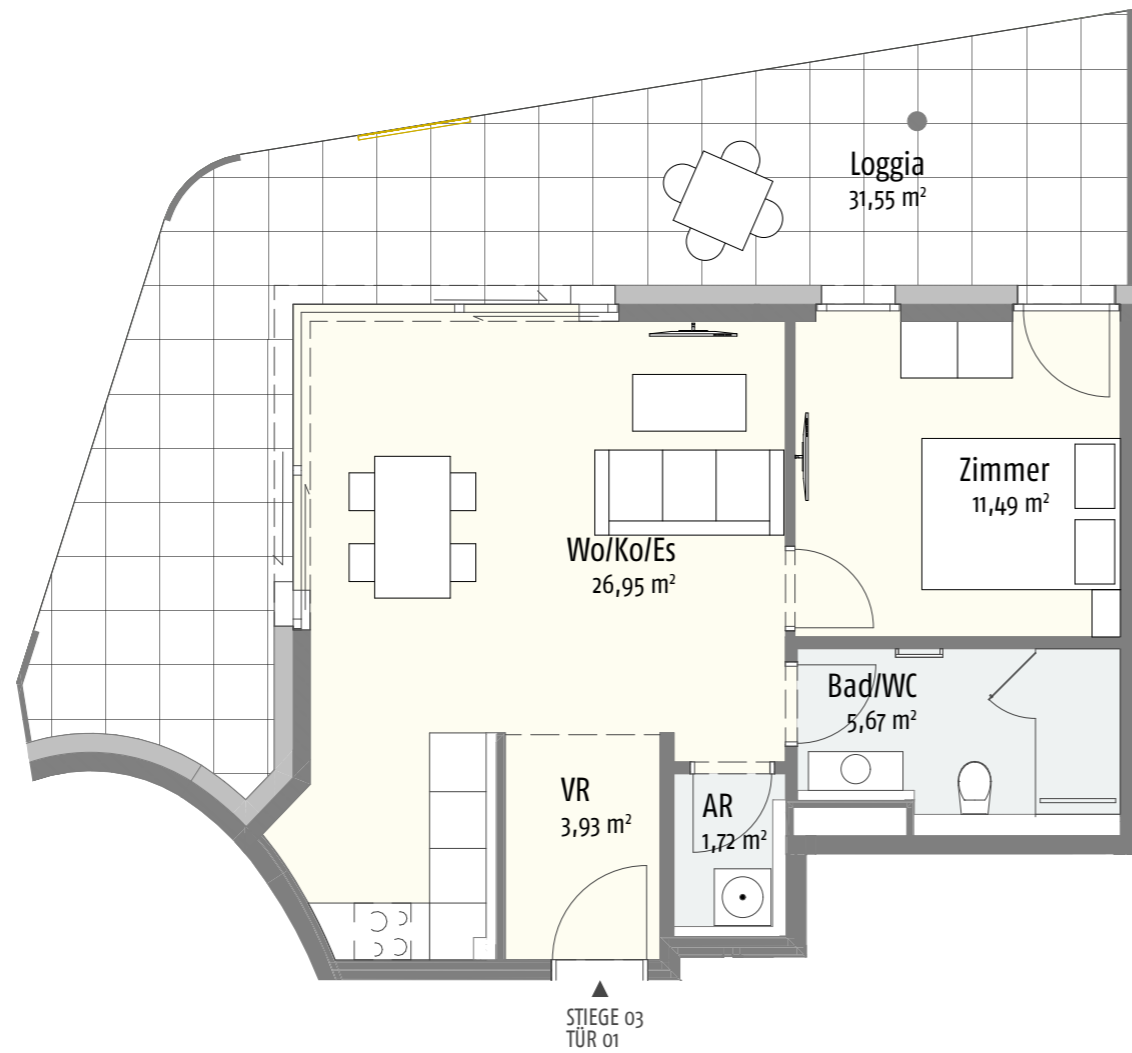 Loggia
31,55 m²
Zimmer
11,49 m²
Wo/Ko/Es
26,95 m²
Bad/WC
5,67 m²
VR
3,93 m²
AR
1,72 m²
STIEGE 03
TÜR 01